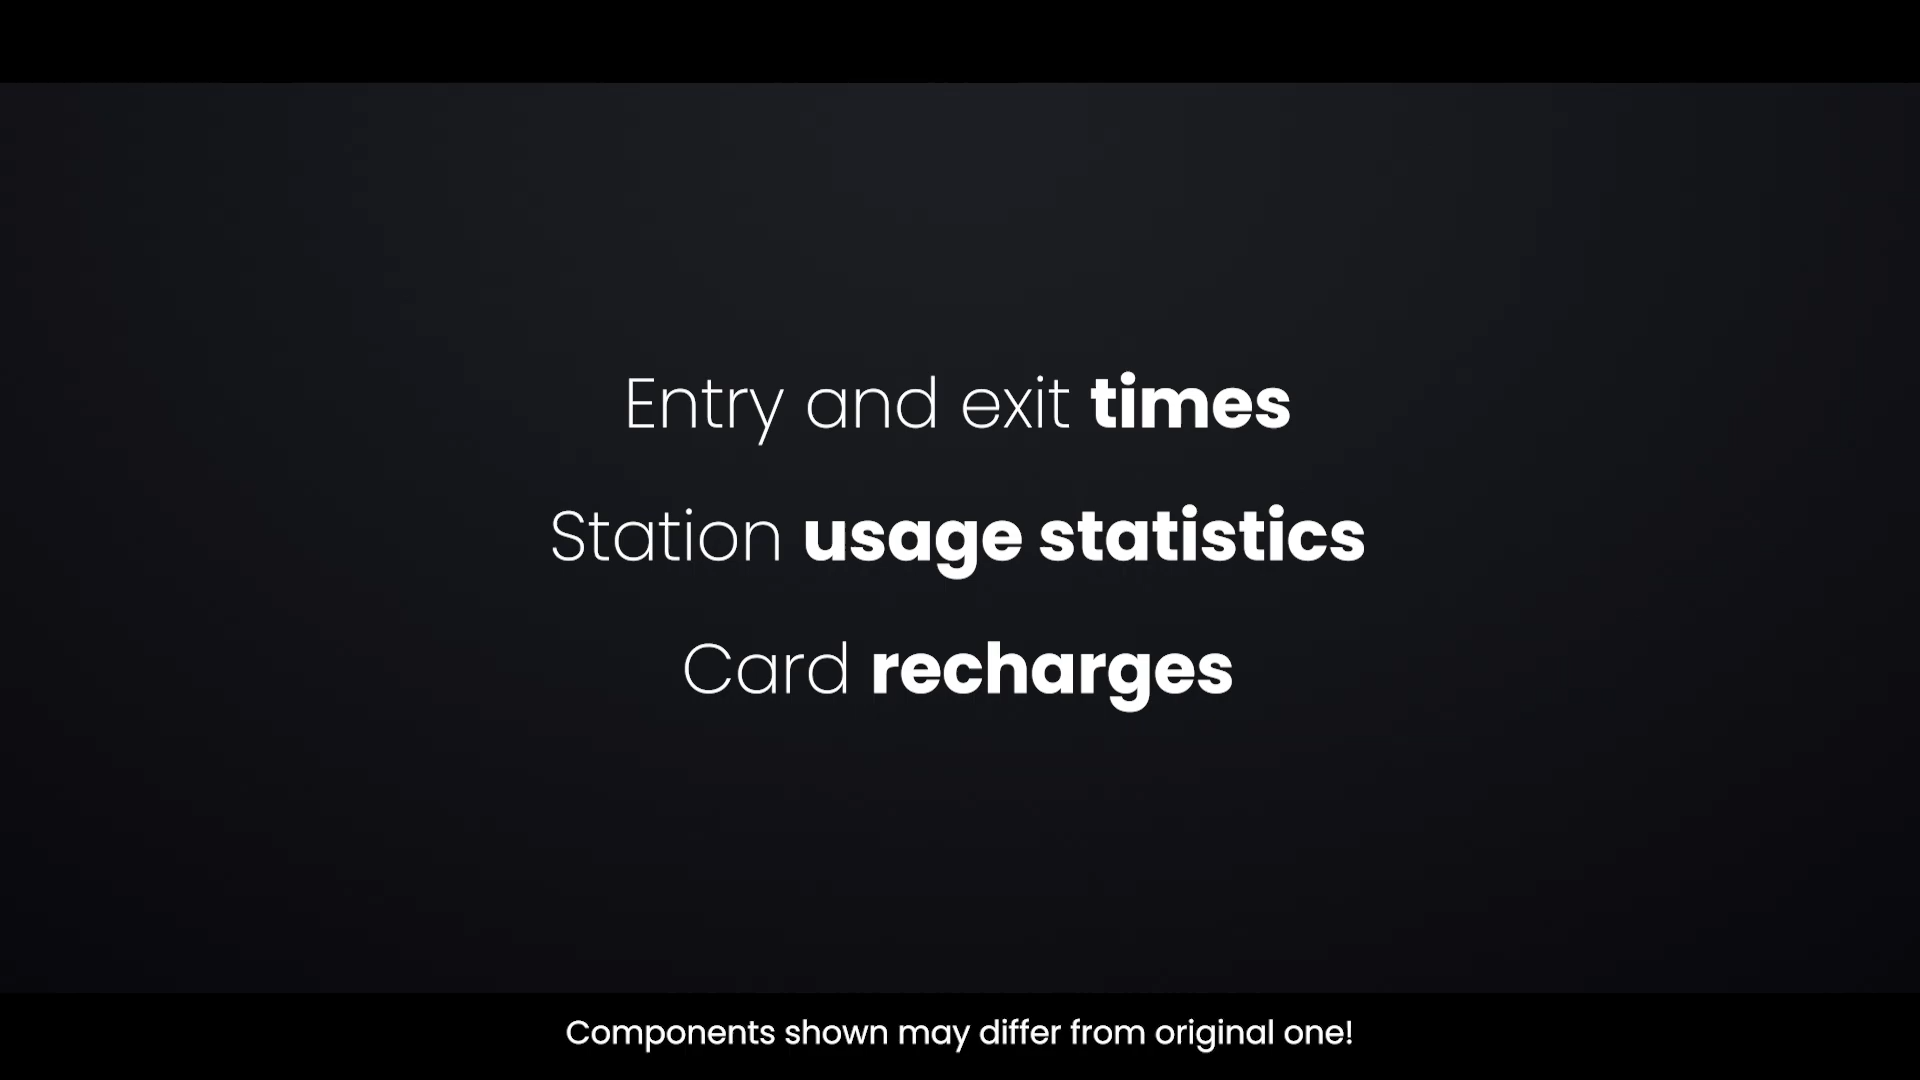 Entry and exit times
Station usage statistics
Card recharges
Components shown may differ from original one!